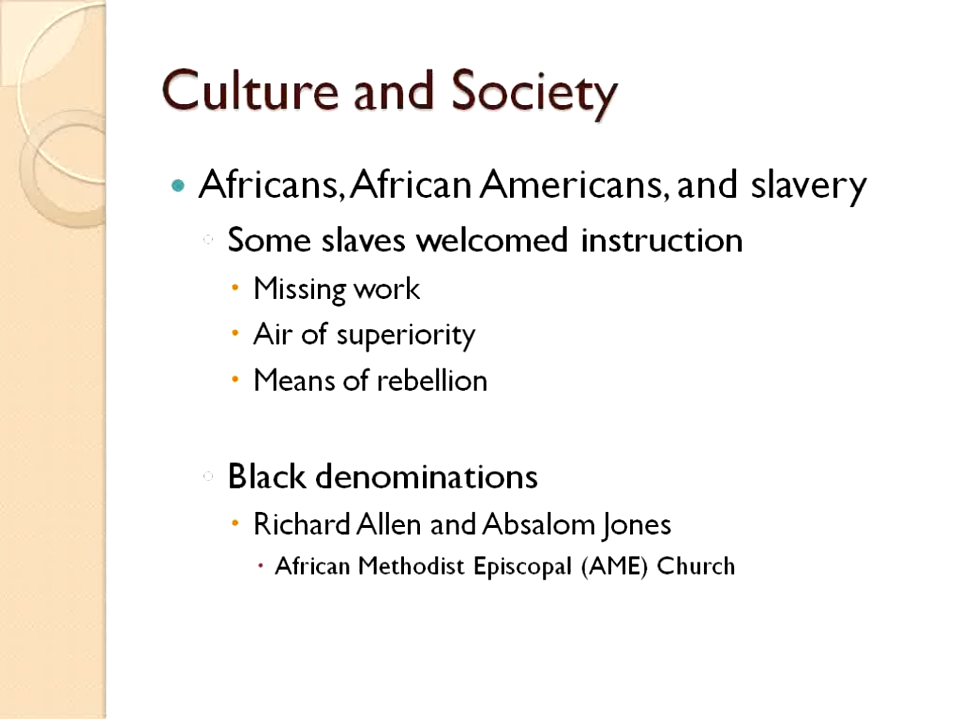 Culture and Society
Africans, African Americans, and slavery
Some slaves welcomed instruction
Missing work
Air of superiority
Means of rebellion
Black denominations
Richard Allen and Absalom Jones
African Methodist Episcopal (AME) Church